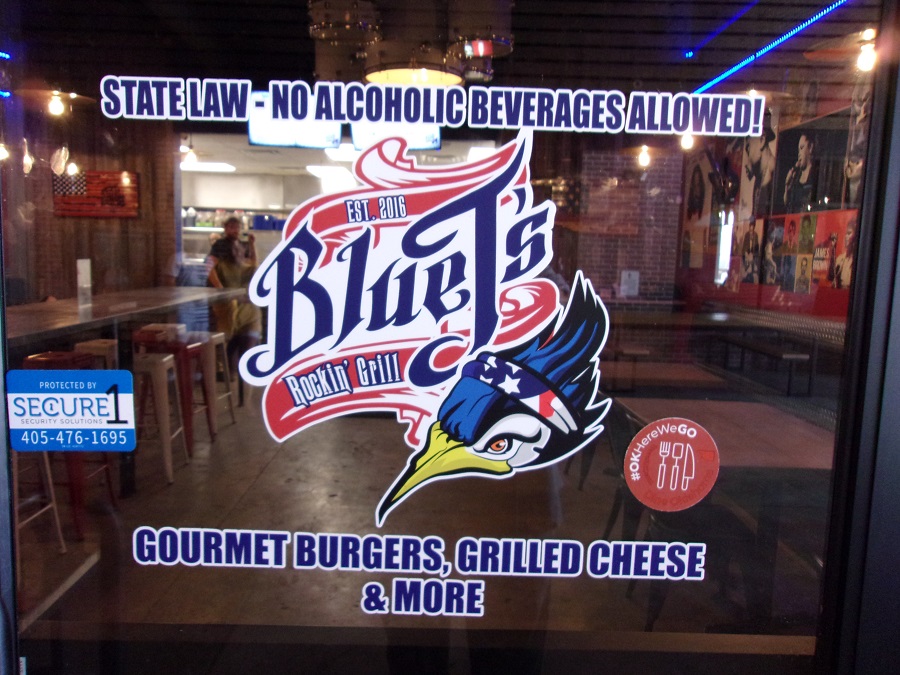 STATE LAW - NO ALCOHOLIC BEVERAGES ALLOWED!
EST. 2016
Blue T's
Rockin' Grill
PROTECTED BY
SECURE 1
SECURITY SOLUTIONS
405-476-1695
#OKHereWeGO
GOURMET BURGERS, GRILLED CHEESE
& MORE